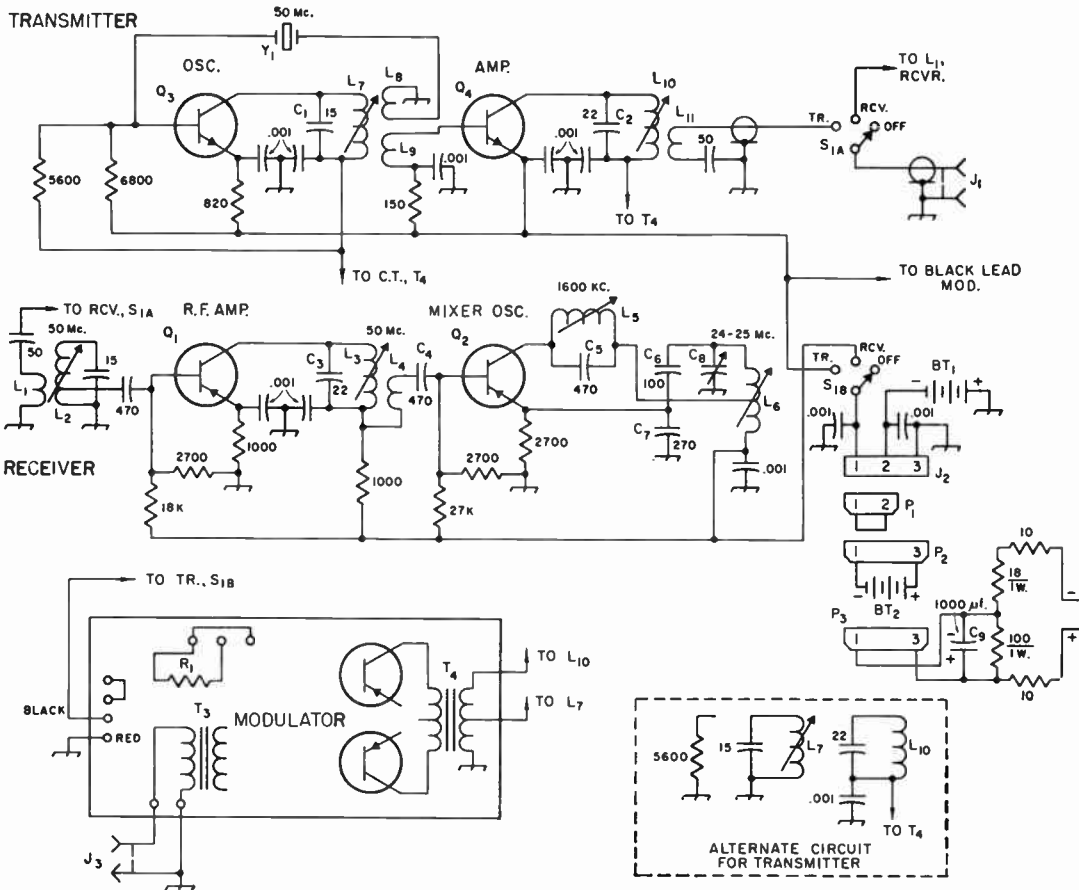 TRANSMITTER
50 Mc.
Y1
OSC.
Q3
C1
15
L7
L8
L9
.001
.001
5600
6800
820
150
AMP.
Q4
22
C2
L10
L11
.001
50
TO T4
TO C.T., T4
TO L1, RCVR.
RCV.
TR.
OFF
S1A
J1
TO BLACK LEAD
MOD.
TO RCV., S1A
50 Mc.
50
15
L1
L2
470
R.F. AMP.
Q1
C3
22
L3
50 Mc.
L4
C4
470
.001
1000
2700
18K
1000
RECEIVER
MIXER OSC.
Q2
1600 KC.
L5
C5
470
C6
100
24-25 Mc.
C8
L6
C7
270
2700
2700
27K
.001
RCV.
TR.
OFF
S1B
BT1
- +
.001
.001
1 2 3
J2
1 2
P1
1 3
P2
- +
BT2
P3
1 3
1000 µf.
-
+
C9
18
1W.
100
1W.
10
10
-
+
TO TR., S1B
R1
BLACK
RED
T3
MODULATOR
T4
TO L10
TO L7
J3
5600
15
L7
22
L10
.001
TO T4
ALTERNATE CIRCUIT
FOR TRANSMITTER